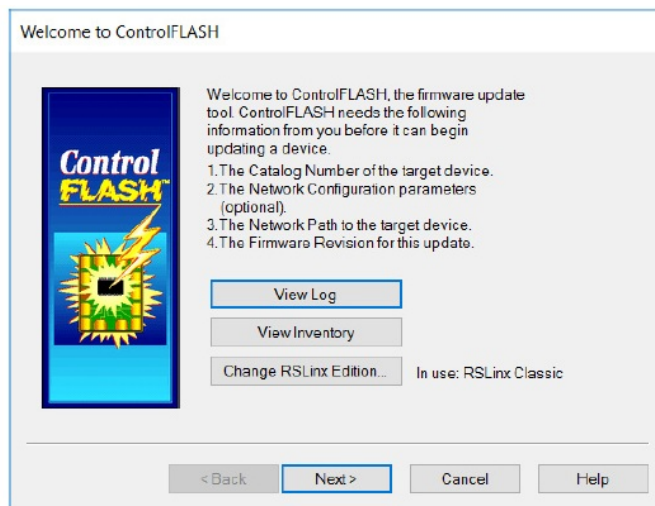 Welcome to ControlFLASH
Control
FLASH™
Welcome to ControlFLASH, the firmware update
tool. ControlFLASH needs the following
information from you before it can begin
updating a device.
1.The Catalog Number of the target device.
2.The Network Configuration parameters
(optional).
3.The Network Path to the target device.
4.The Firmware Revision for this update.
View Log
View Inventory
Change RSLinx Edition... In use: RSLinx Classic
< Back Next > Cancel Help